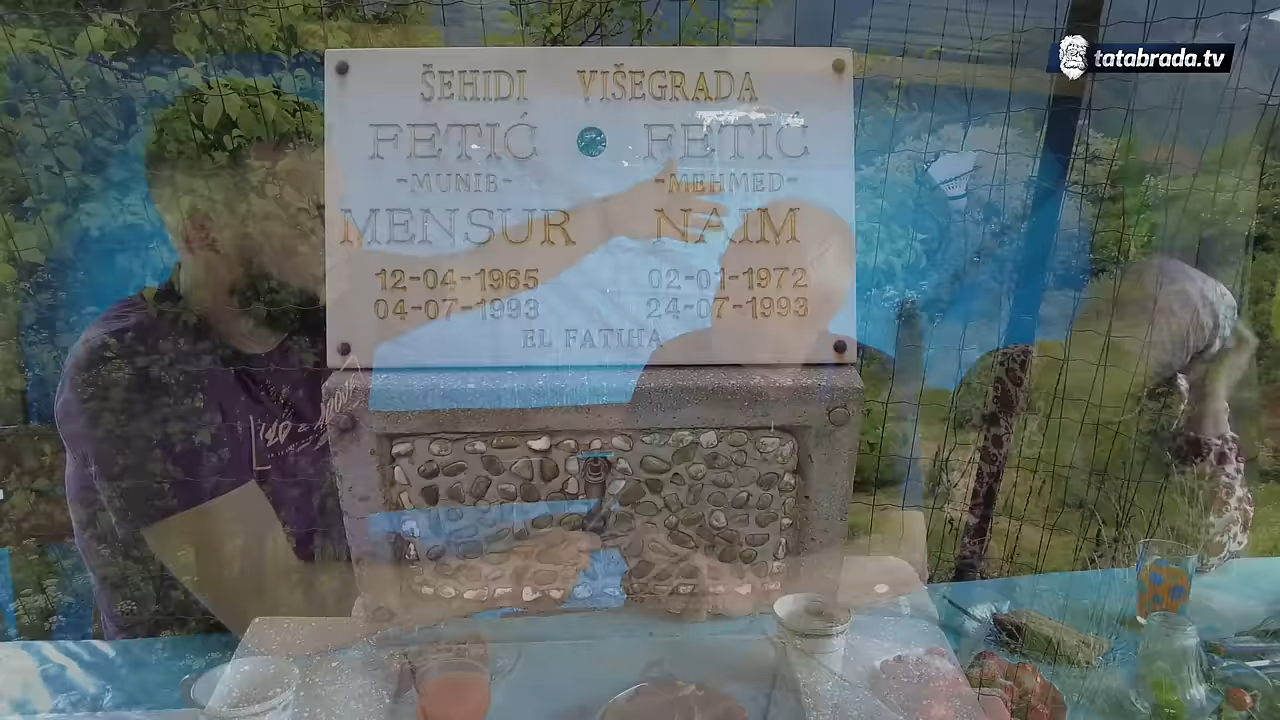 tatabrada.tv
ŠEHIDI VIŠEGRADA
FETIĆ FETIĆ
-MUNIB- -MEHMED-
MENSUR NAIM
12-04-1965 02-01-1972
04-07-1993 24-07-1993
EL FATIHA